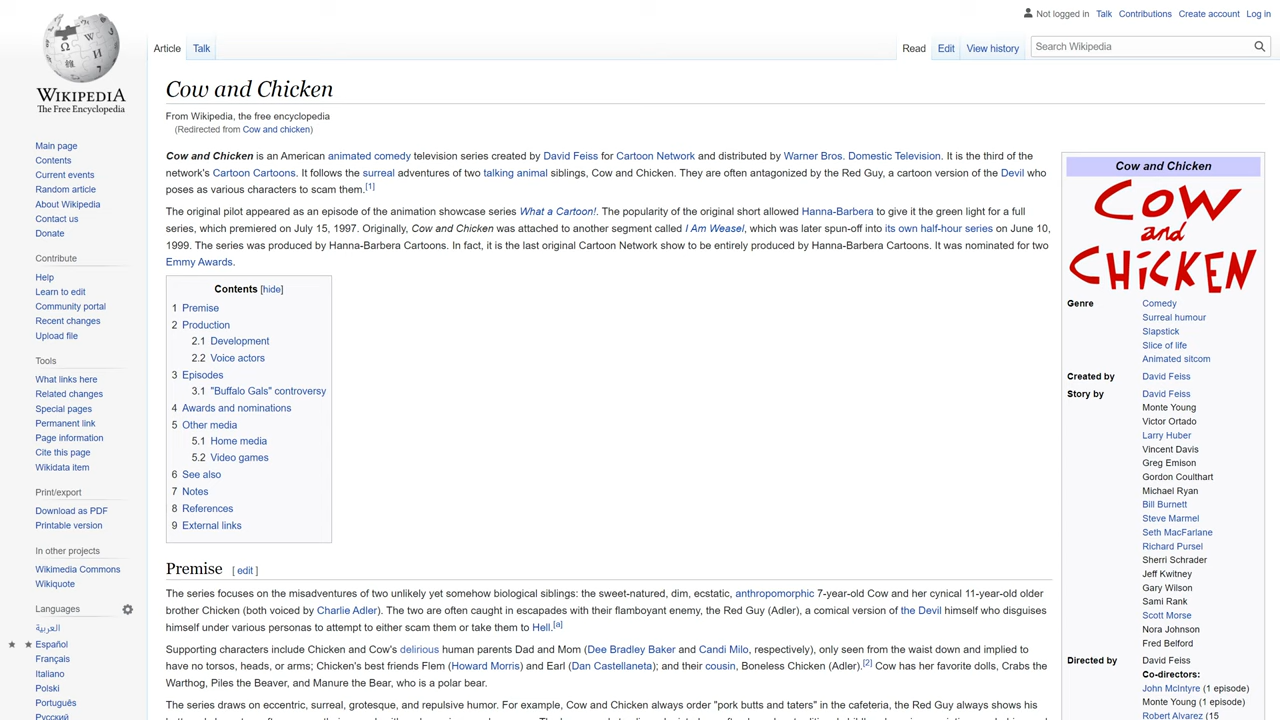 Not logged in Talk Contributions Create account Log in
Article Talk Read Edit View history Search Wikipedia
WIKIPEDIA
The Free Encyclopedia
Main page
Contents
Current events
Random article
About Wikipedia
Contact us
Donate
Contribute
Help
Learn to edit
Community portal
Recent changes
Upload file
Tools
What links here
Related changes
Special pages
Permanent link
Page information
Cite this page
Wikidata item
Print/export
Download as PDF
Printable version
In other projects
Wikimedia Commons
Wikiquote
Languages
العربية
Español
Français
Italiano
Polski
Português
Русский
Cow and Chicken
From Wikipedia, the free encyclopedia
(Redirected from Cow and chicken)
Cow and Chicken is an American animated comedy television series created by David Feiss for Cartoon Network and distributed by Warner Bros. Domestic Television. It is the third of the
network's Cartoon Cartoons. It follows the surreal adventures of two talking animal siblings, Cow and Chicken. They are often antagonized by the Red Guy, a cartoon version of the Devil who
poses as various characters to scam them.[1]
The original pilot appeared as an episode of the animation showcase series What a Cartoon!. The popularity of the original short allowed Hanna-Barbera to give it the green light for a full
series, which premiered on July 15, 1997. Originally, Cow and Chicken was attached to another segment called I Am Weasel, which was later spun-off into its own half-hour series on June 10,
1999. The series was produced by Hanna-Barbera Cartoons. In fact, it is the last original Cartoon Network show to be entirely produced by Hanna-Barbera Cartoons. It was nominated for two
Emmy Awards.
Contents [hide]
1 Premise
2 Production
2.1 Development
2.2 Voice actors
3 Episodes
3.1 "Buffalo Gals" controversy
4 Awards and nominations
5 Other media
5.1 Home media
5.2 Video games
6 See also
7 Notes
8 References
9 External links
Premise [ edit ]
The series focuses on the misadventures of two unlikely yet somehow biological siblings: the sweet-natured, dim, ecstatic, anthropomorphic 7-year-old Cow and her cynical 11-year-old older
brother Chicken (both voiced by Charlie Adler). The two are often caught in escapades with their flamboyant enemy, the Red Guy (Adler), a comical version of the Devil himself who disguises
himself under various personas to attempt to either scam them or take them to Hell.[a]
Supporting characters include Chicken and Cow's delirious human parents Dad and Mom (Dee Bradley Baker and Candi Milo, respectively), only seen from the waist down and implied to
have no torsos, heads, or arms; Chicken's best friends Flem (Howard Morris) and Earl (Dan Castellaneta); and their cousin, Boneless Chicken (Adler).[2] Cow has her favorite dolls, Crabs the
Warthog, Piles the Beaver, and Manure the Bear, who is a polar bear.
The series draws on eccentric, surreal, grotesque, and repulsive humor. For example, Cow and Chicken always order "pork butts and taters" in the cafeteria, the Red Guy always shows his
Cow and Chicken
COW
and
CHICKEN
Genre Comedy
Surreal humour
Slapstick
Slice of life
Animated sitcom
Created by David Feiss
Story by David Feiss
Monte Young
Victor Ortado
Larry Huber
Vincent Davis
Greg Emison
Gordon Coulthart
Michael Ryan
Bill Burnett
Steve Marmel
Seth MacFarlane
Richard Pursel
Sherri Schrader
Jeff Kwitney
Gary Wilson
Sami Rank
Scott Morse
Nora Johnson
Fred Belford
Directed by David Feiss
Co-directors:
John McIntyre (1 episode)
Monte Young (1 episode)
Robert Alvarez (15